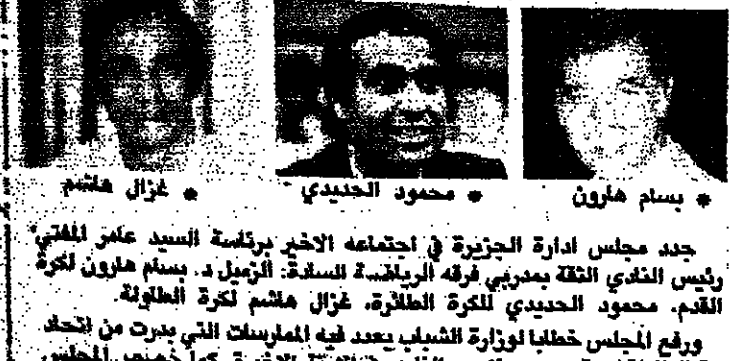 * غزال هاشم
* محمود الحديدي
* بسام هارون
جدد مجلس ادارة الجزيرة في اجتماعه الاخير برئاسة السيد عامر المفتي
رئيس النادي الثقة بمدربي فرقه الرياضية السادة: الزميل د. بسام هارون لكرة
القدم، محمود الحديدي للكرة الطائرة، غزال هاشم لكرة الطاولة.
ورفع المجلس خطابا لوزارة الشباب يعدد فيه الممارسات التي بدرت من اتحاد
المجلس